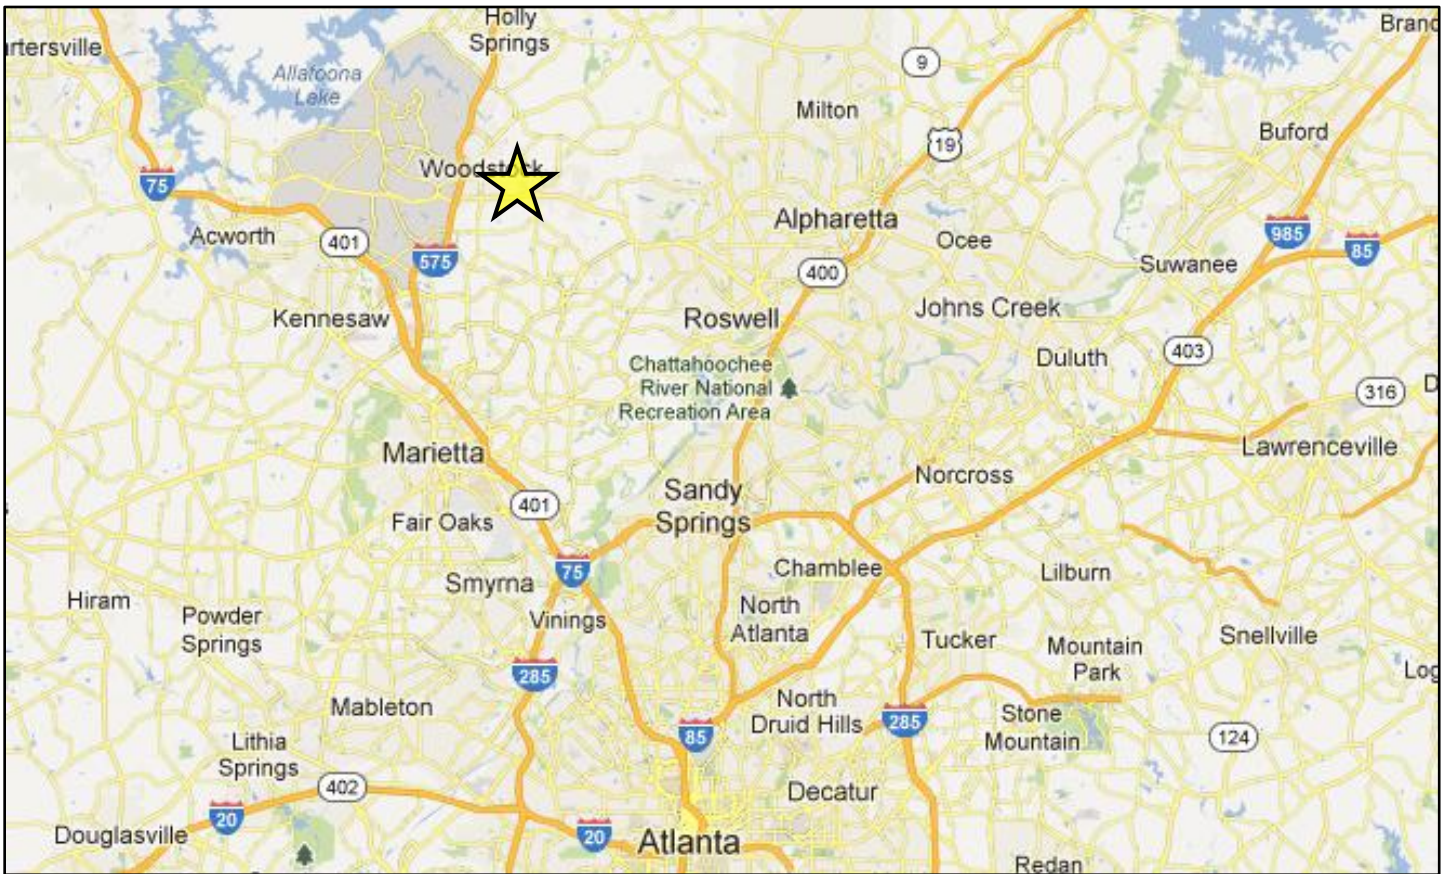 Holly
Springs
rtersville
Brand
9
Allatoona
Lake
Milton
19
Buford
Woodstock
75
Alpharetta
Acworth
401
575
Ocee
985
85
Suwanee
400
Kennesaw
Roswell
Johns Creek
403
Duluth
Chattahoochee
River National
Recreation Area
316
D
Marietta
Lawrenceville
Norcross
Sandy
Springs
401
Fair Oaks
75
Chamblee
Lilburn
Smyrna
Hiram
Powder
Springs
Vinings
North
Atlanta
Tucker
Mountain
Park
Snellville
285
Log
Mableton
North
Druid Hills
285
Stone
Mountain
85
124
Lithia
Springs
402
Decatur
20
Douglasville
20
Atlanta
Redan